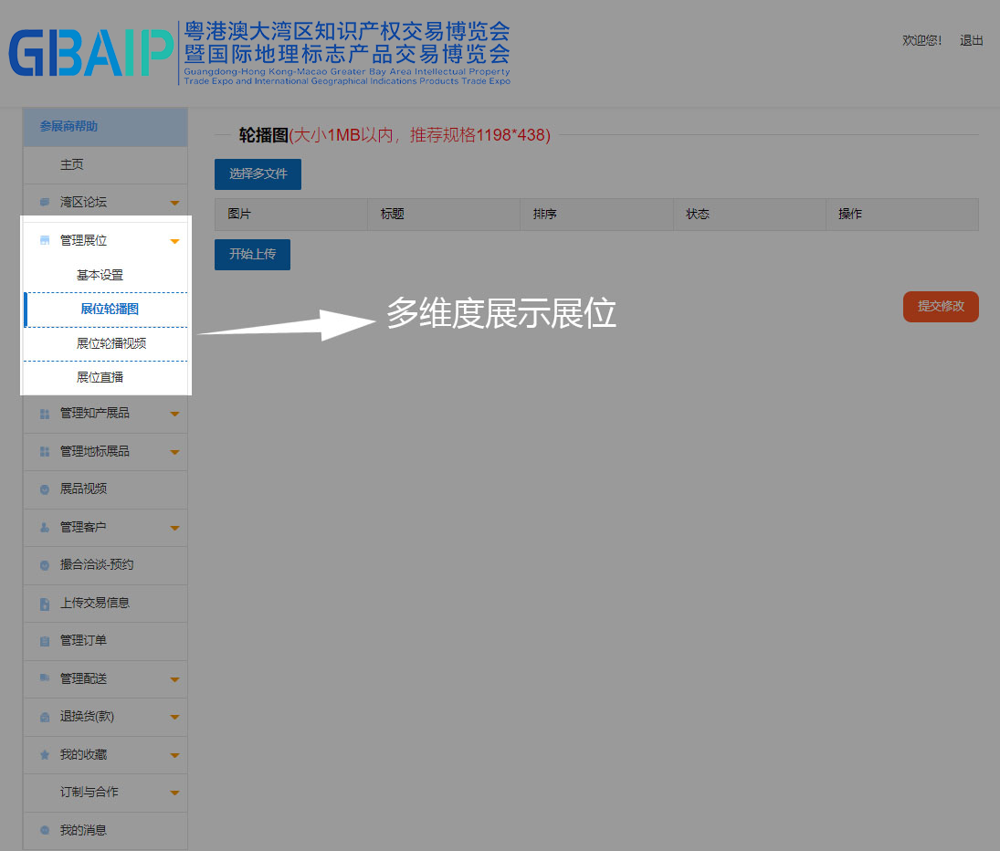 GBAIP
粤港澳大湾区知识产权交易博览会
暨国际地理标志产品交易博览会
Guangdong-Hong Kong-Macao Greater Bay Area Intellectual Property
Trade Expo and International Geographical Indications Products Trade Expo
欢迎您! 退出
参展商帮助
主页
湾区论坛
管理展位
基本设置
展位轮播图
展位轮播视频
展位直播
管理知产展品
管理地标展品
展品视频
管理客户
撮合洽谈-预约
上传交易信息
管理订单
管理配送
退换货(款)
我的收藏
订制与合作
我的消息
轮播图(大小1MB以内，推荐规格1198*438)
选择多文件
图片 标题 排序 状态 操作
开始上传
多维度展示展位
提交修改